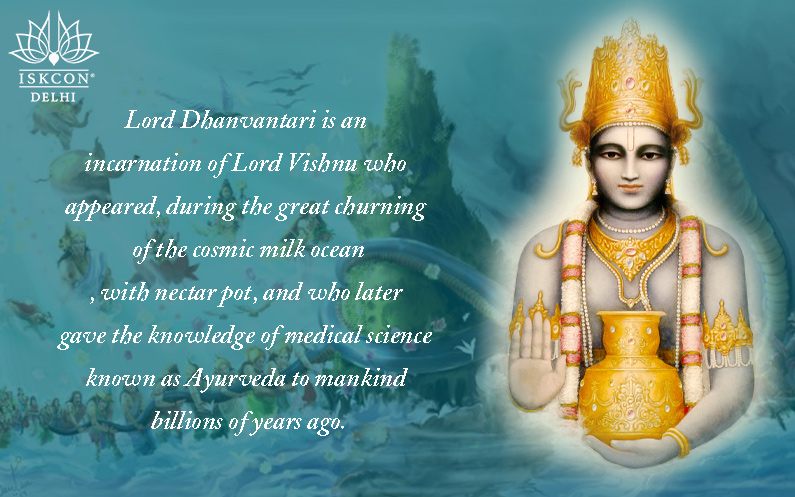 ISKCON®
DELHI
Lord Dhanvantari is an
incarnation of Lord Vishnu who
appeared, during the great churning
of the cosmic milk ocean
, with nectar pot, and who later
gave the knowledge of medical science
known as Ayurveda to mankind
billions of years ago.